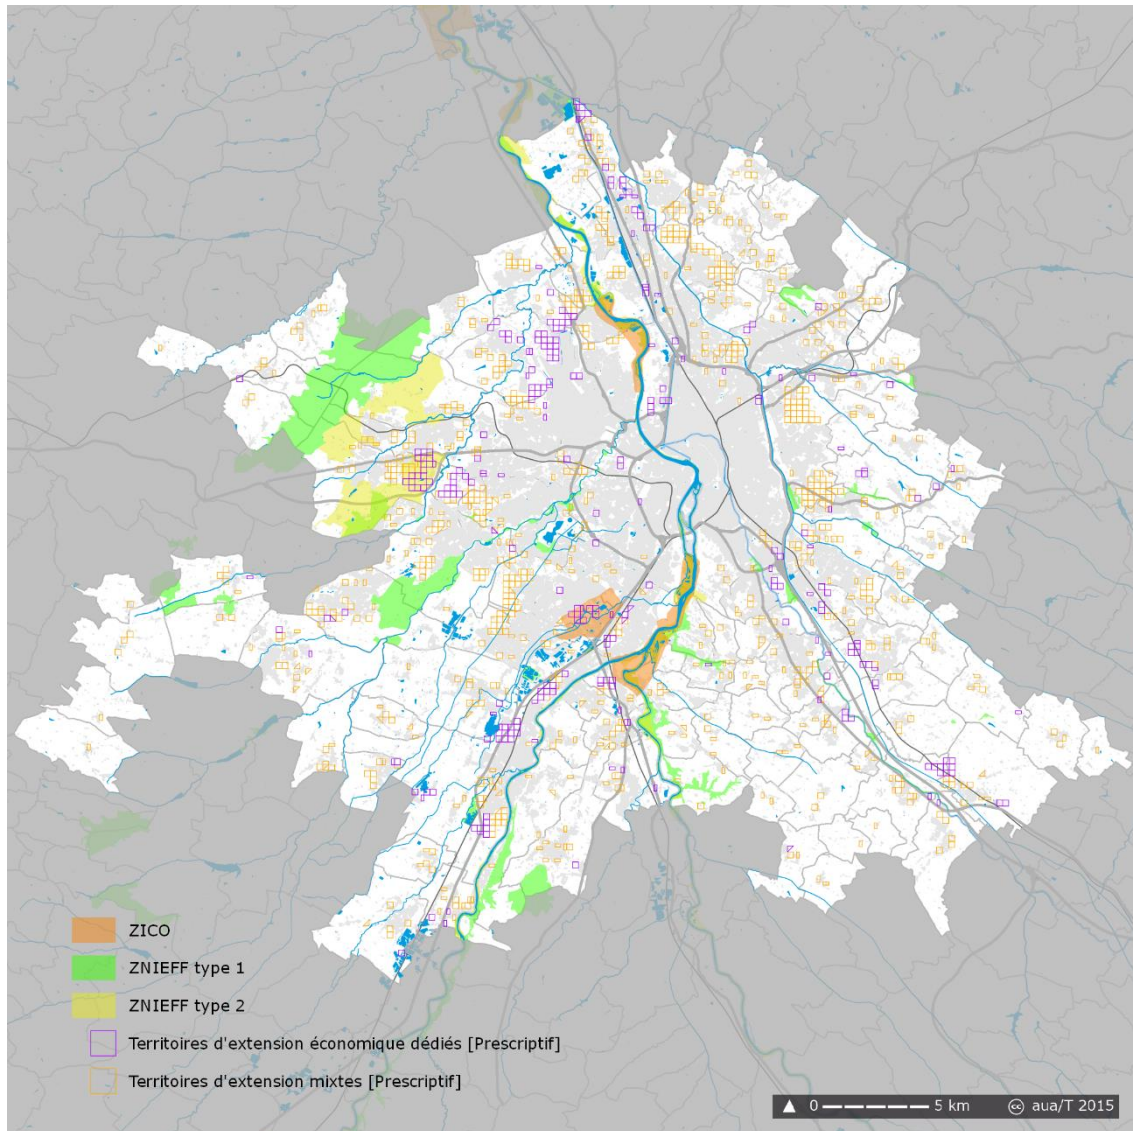 ZICO
ZNIEFF type 1
ZNIEFF type 2
Territoires d'extension économique dédiés [Prescriptif]
Territoires d'extension mixtes [Prescriptif]
0 5 km cc aua/T 2015